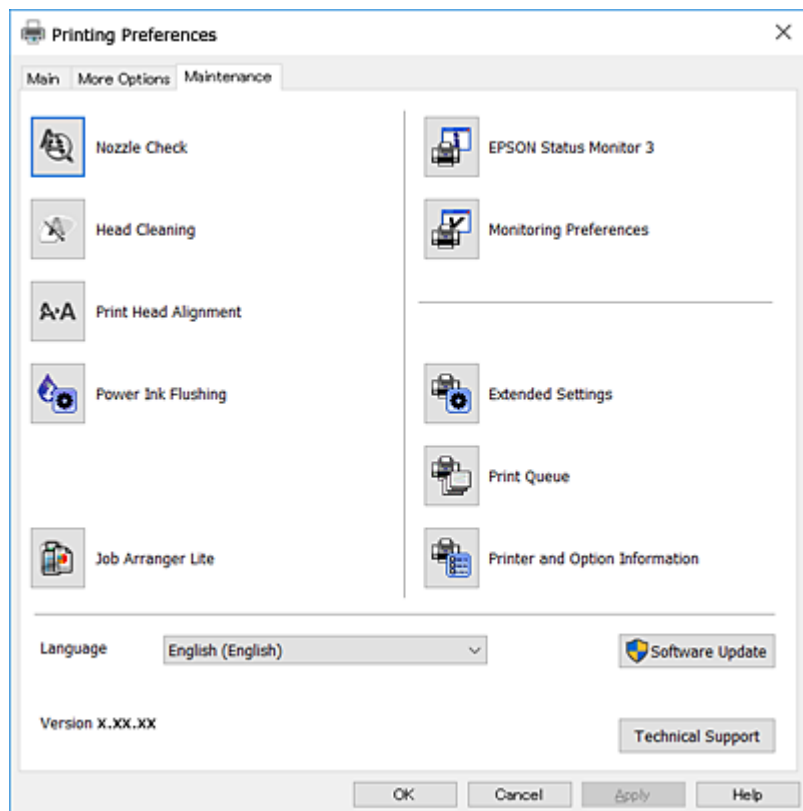 Printing Preferences
Main More Options Maintenance
Nozzle Check
Head Cleaning
A·A Print Head Alignment
Power Ink Flushing
Job Arranger Lite
EPSON Status Monitor 3
Monitoring Preferences
Extended Settings
Print Queue
Printer and Option Information
Language English (English) Software Update
Version X.XX.XX Technical Support
OK Cancel Apply Help